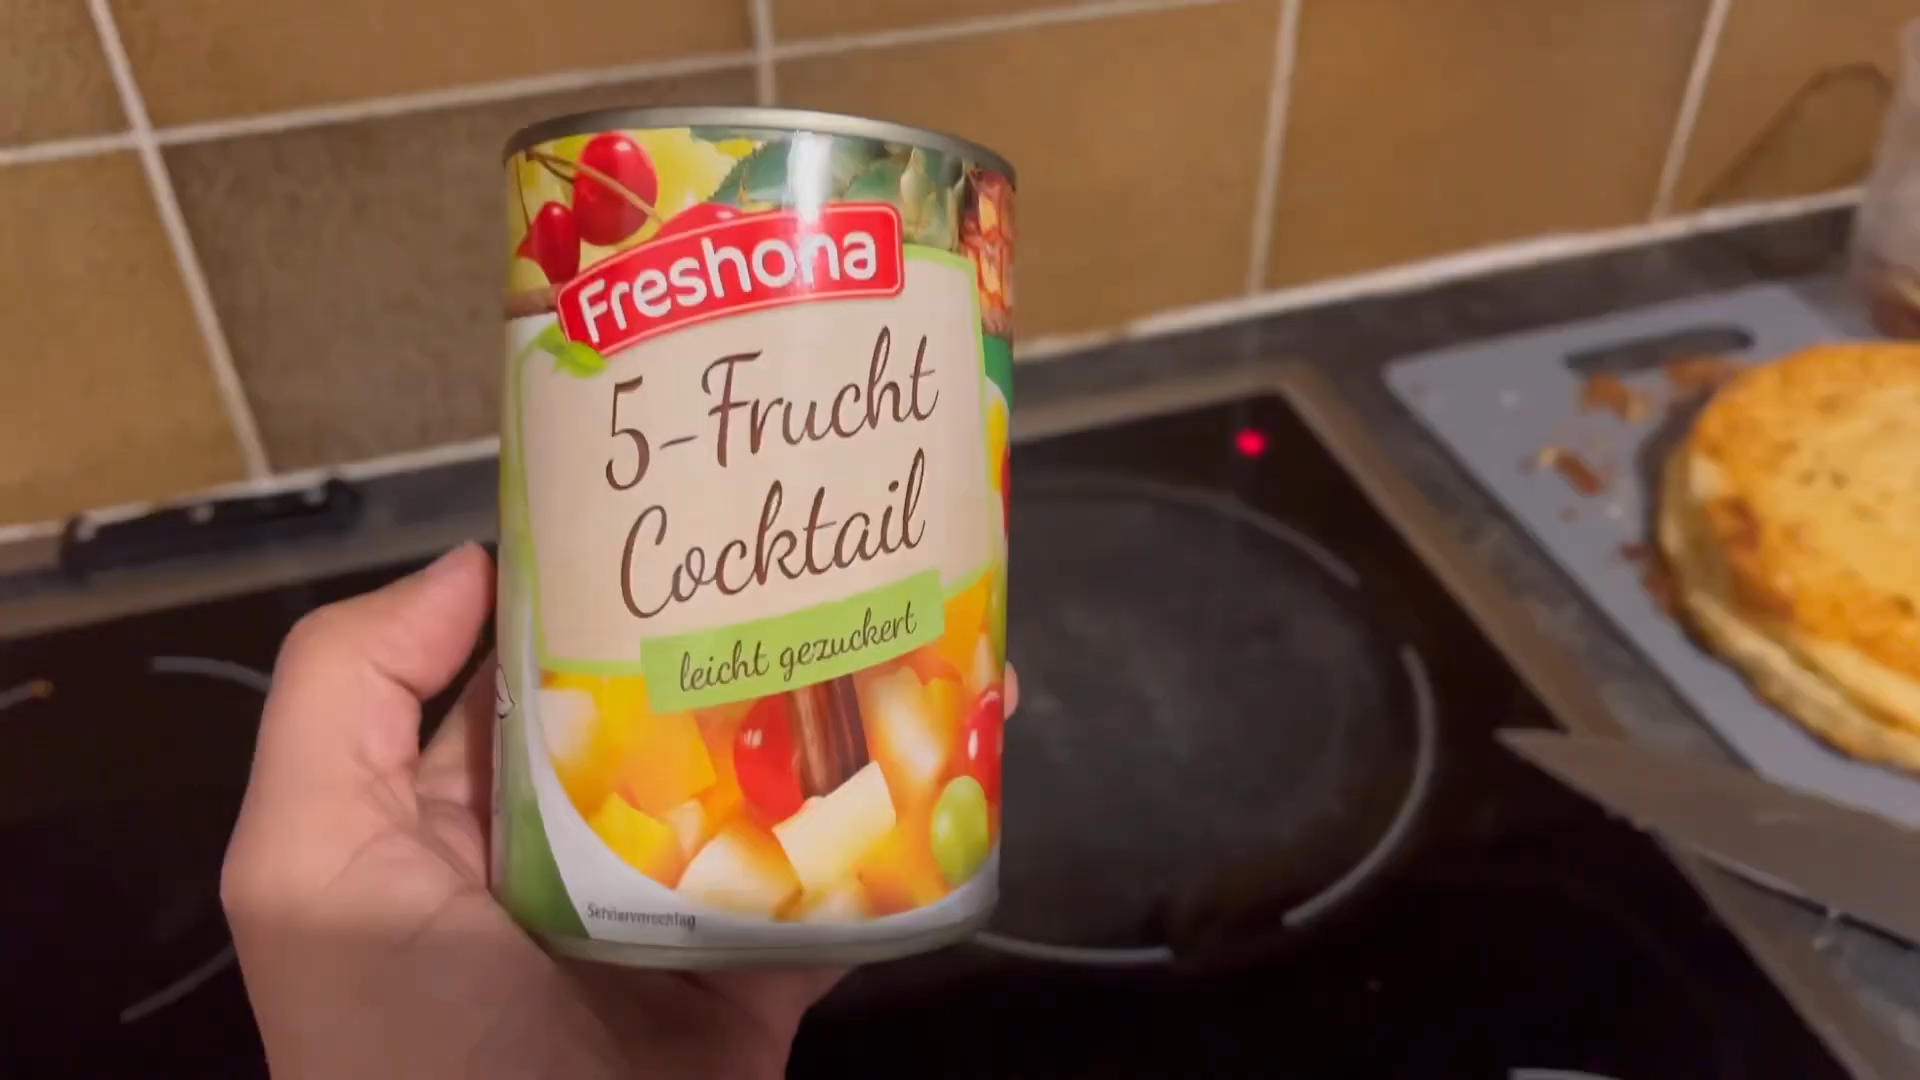 Freshona
5-Frucht
Cocktail
leicht gezuckert
Serviervorschlag